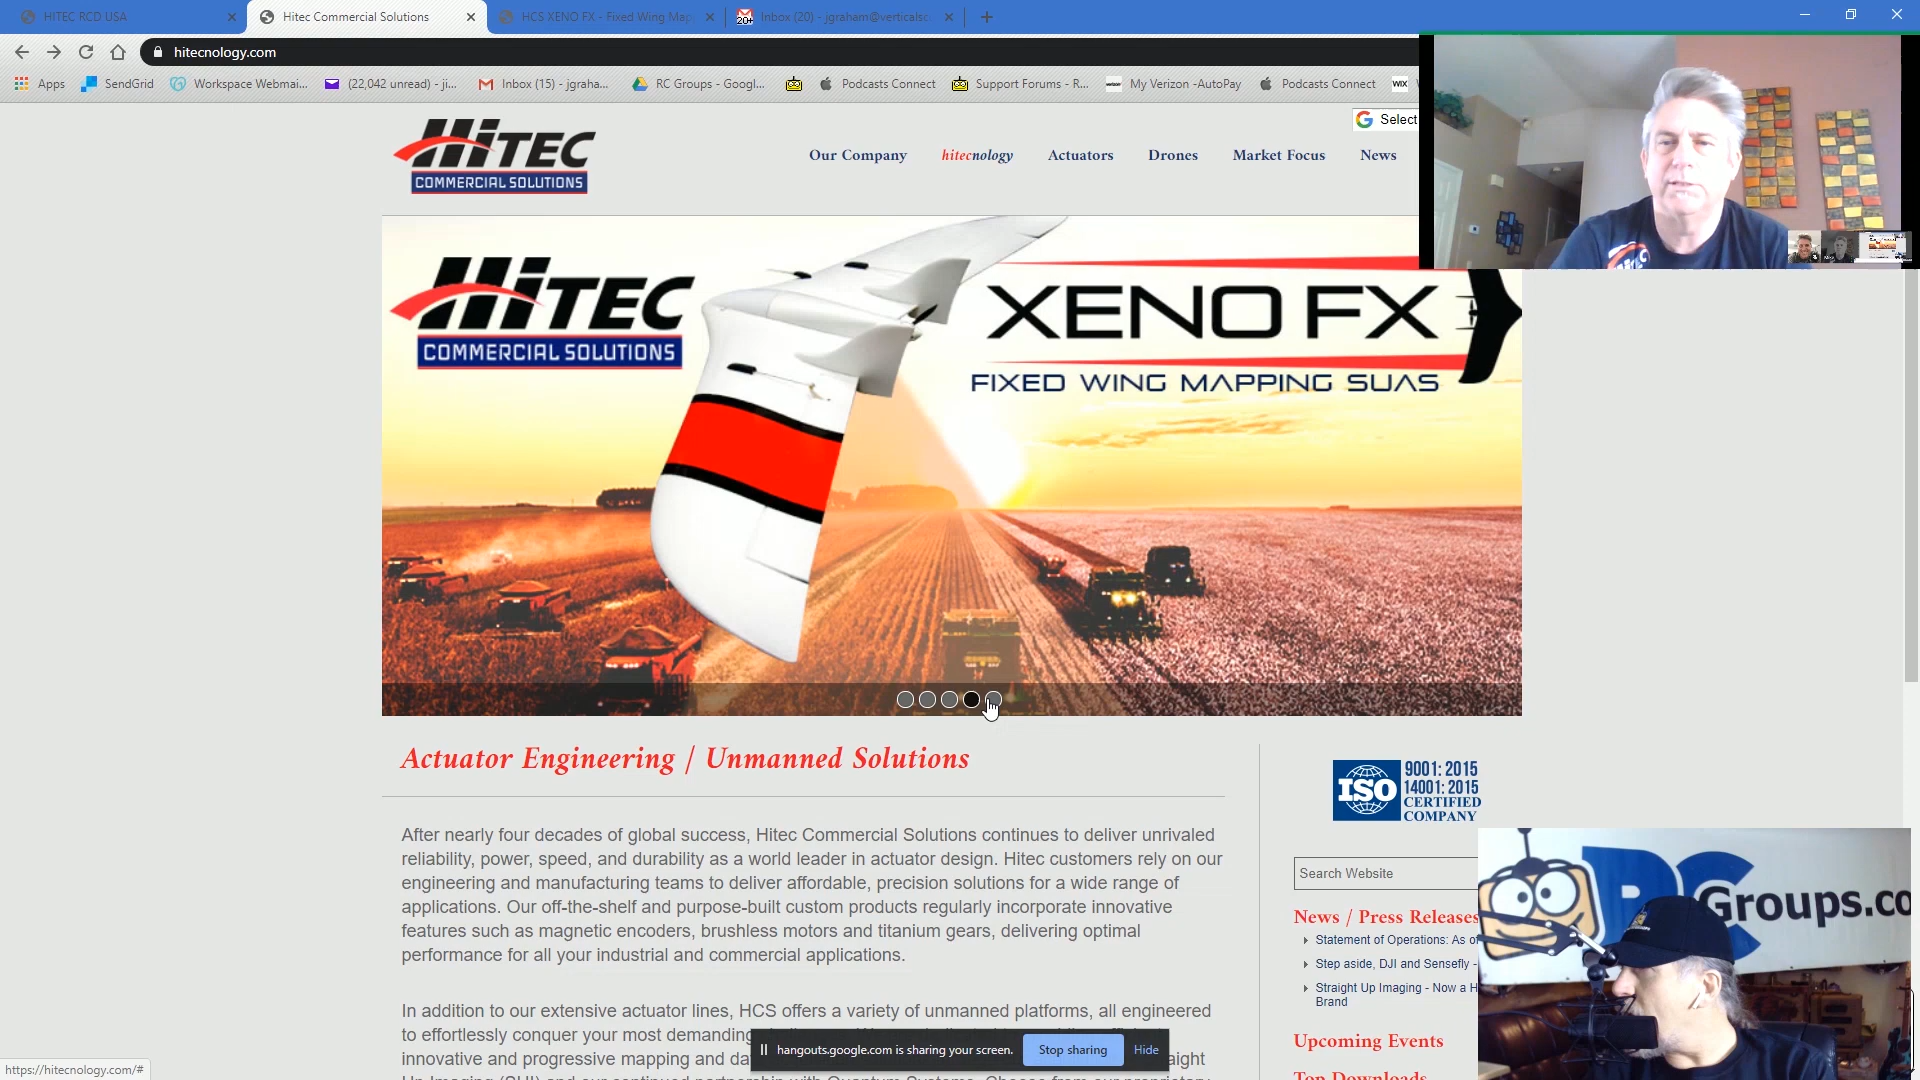 HITEC RCD USA
Hitec Commercial Solutions
HCS XENO FX - Fixed Wing Map
Inbox (20) - jgraham@verticalsc
hitecnology.com
Apps
SendGrid
Workspace Webmai...
(22,042 unread) - ji...
Inbox (15) - jgraha...
RC Groups - Googl...
Podcasts Connect
Support Forums - R...
My Verizon -AutoPay
Podcasts Connect
WIX
HITEC
COMMERCIAL SOLUTIONS
Select
Our Company
hitecnology
Actuators
Drones
Market Focus
News
HITEC
COMMERCIAL SOLUTIONS
XENO FX
FIXED WING MAPPING SUAS
Actuator Engineering / Unmanned Solutions
After nearly four decades of global success, Hitec Commercial Solutions continues to deliver unrivaled
reliability, power, speed, and durability as a world leader in actuator design. Hitec customers rely on our
engineering and manufacturing teams to deliver affordable, precision solutions for a wide range of
applications. Our off-the-shelf and purpose-built custom products regularly incorporate innovative
features such as magnetic encoders, brushless motors and titanium gears, delivering optimal
performance for all your industrial and commercial applications.
In addition to our extensive actuator lines, HCS offers a variety of unmanned platforms, all engineered
to effortlessly conquer your most demanding
innovative and progressive mapping and da
ISO
9001: 2015
14001: 2015
CERTIFIED
COMPANY
Search Website
News / Press Releases
Statement of Operations: As of
Step aside, DJI and Sensefly -
Straight Up Imaging - Now a H
Brand
Upcoming Events
Top Downloads
hangouts.google.com is sharing your screen.
Stop sharing
Hide
https://hitecnology.com/#
RC
Groups.co